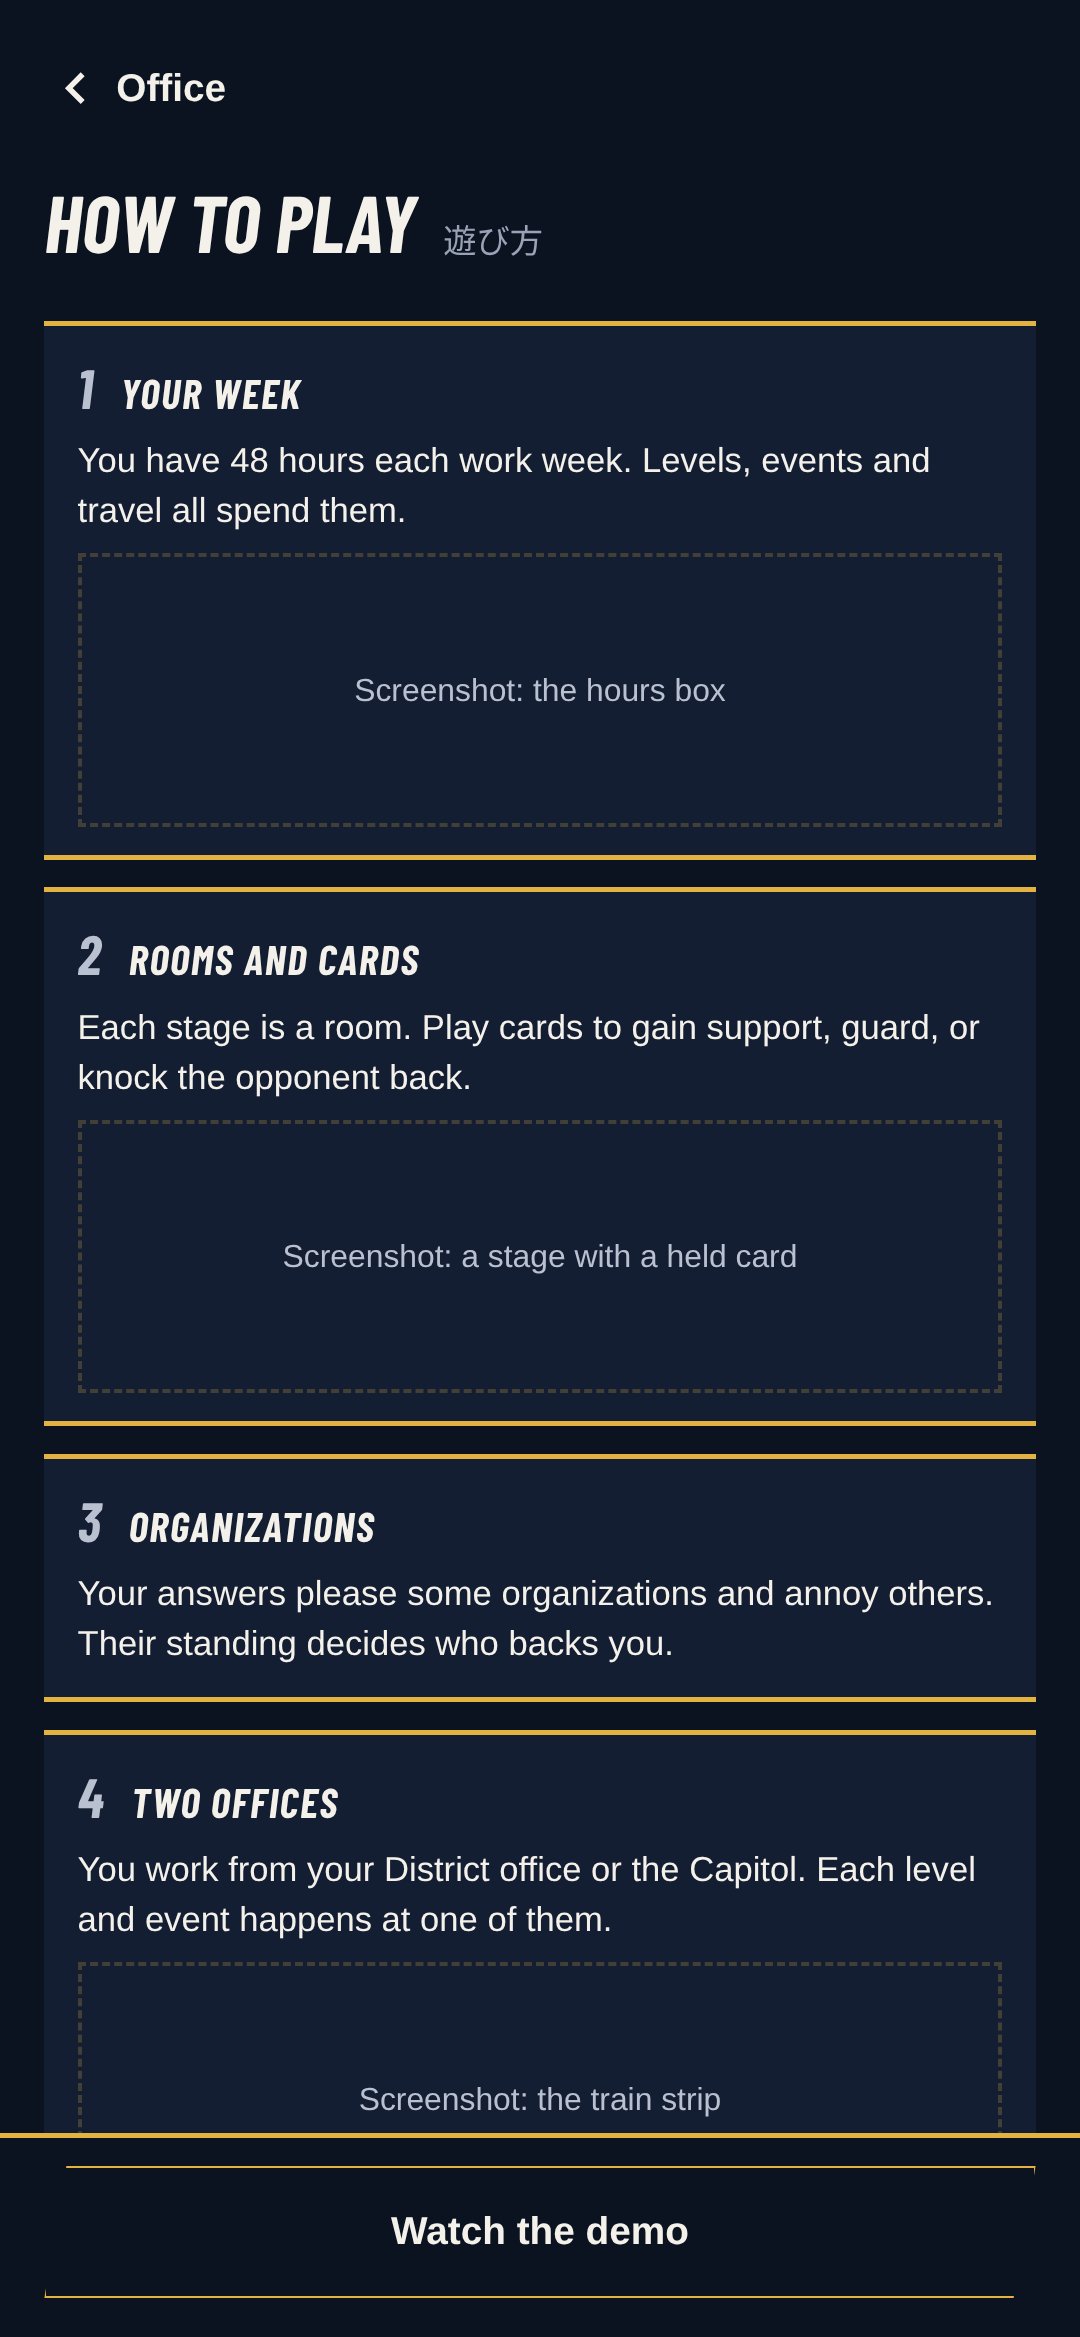 Office
HOW TO PLAY 遊び方
1 YOUR WEEK
You have 48 hours each work week. Levels, events and
travel all spend them.
Screenshot: the hours box
2 ROOMS AND CARDS
Each stage is a room. Play cards to gain support, guard, or
knock the opponent back.
Screenshot: a stage with a held card
3 ORGANIZATIONS
Your answers please some organizations and annoy others.
Their standing decides who backs you.
4 TWO OFFICES
You work from your District office or the Capitol. Each level
and event happens at one of them.
Screenshot: the train strip
Watch the demo